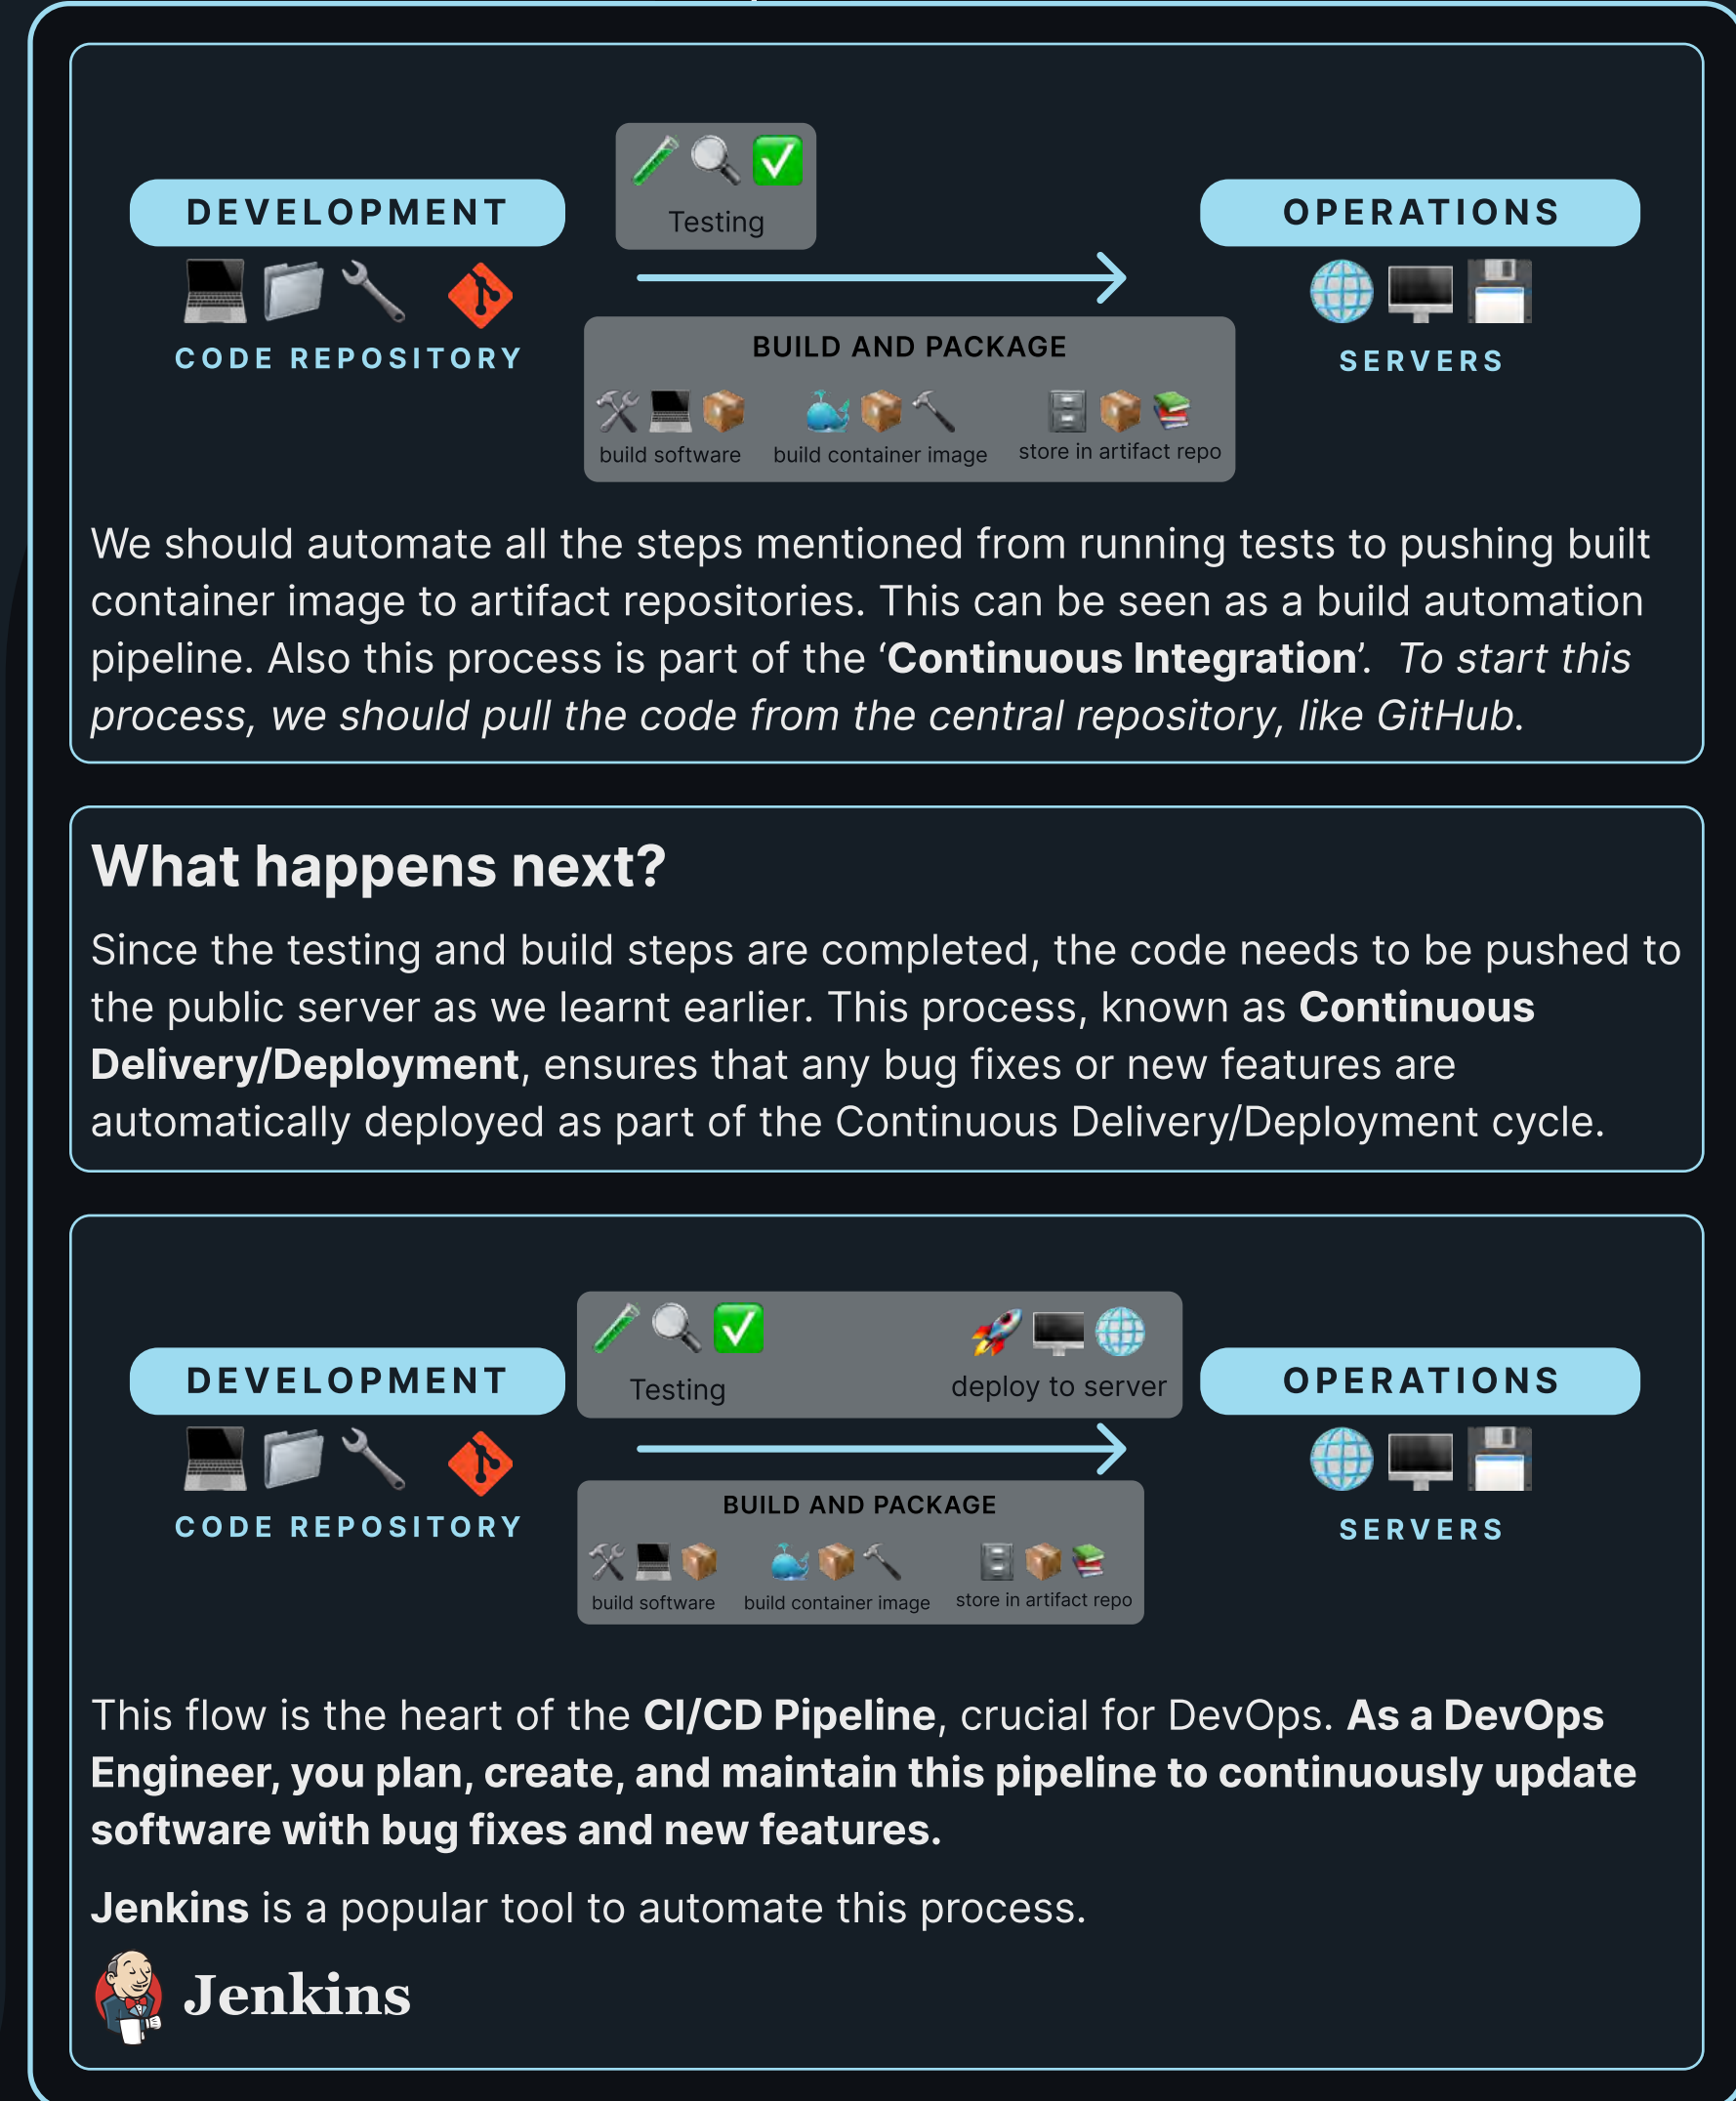 DEVELOPMENT
Testing
OPERATIONS
CODE REPOSITORY
SERVERS
BUILD AND PACKAGE
build software
build container image
store in artifact repo
We should automate all the steps mentioned from running tests to pushing built
container image to artifact repositories. This can be seen as a build automation
pipeline. Also this process is part of the ‘Continuous Integration’. To start this
process, we should pull the code from the central repository, like GitHub.
What happens next?
Since the testing and build steps are completed, the code needs to be pushed to
the public server as we learnt earlier. This process, known as Continuous
Delivery/Deployment, ensures that any bug fixes or new features are
automatically deployed as part of the Continuous Delivery/Deployment cycle.
DEVELOPMENT
Testing
deploy to server
OPERATIONS
CODE REPOSITORY
SERVERS
BUILD AND PACKAGE
build software
build container image
store in artifact repo
This flow is the heart of the CI/CD Pipeline, crucial for DevOps. As a DevOps
Engineer, you plan, create, and maintain this pipeline to continuously update
software with bug fixes and new features.
Jenkins is a popular tool to automate this process.
Jenkins